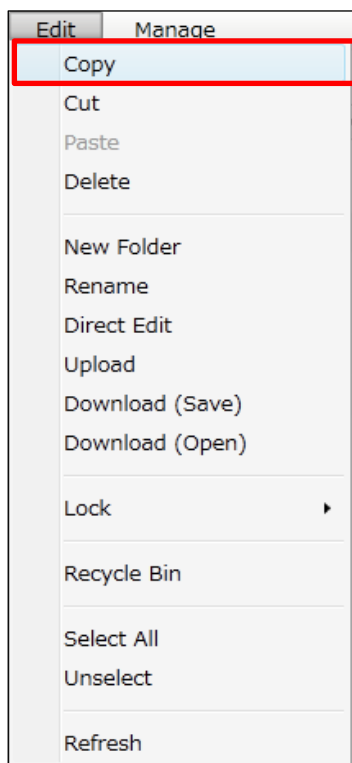 Edit Manage
Copy
Cut
Paste
Delete
New Folder
Rename
Direct Edit
Upload
Download (Save)
Download (Open)
Lock
Recycle Bin
Select All
Unselect
Refresh